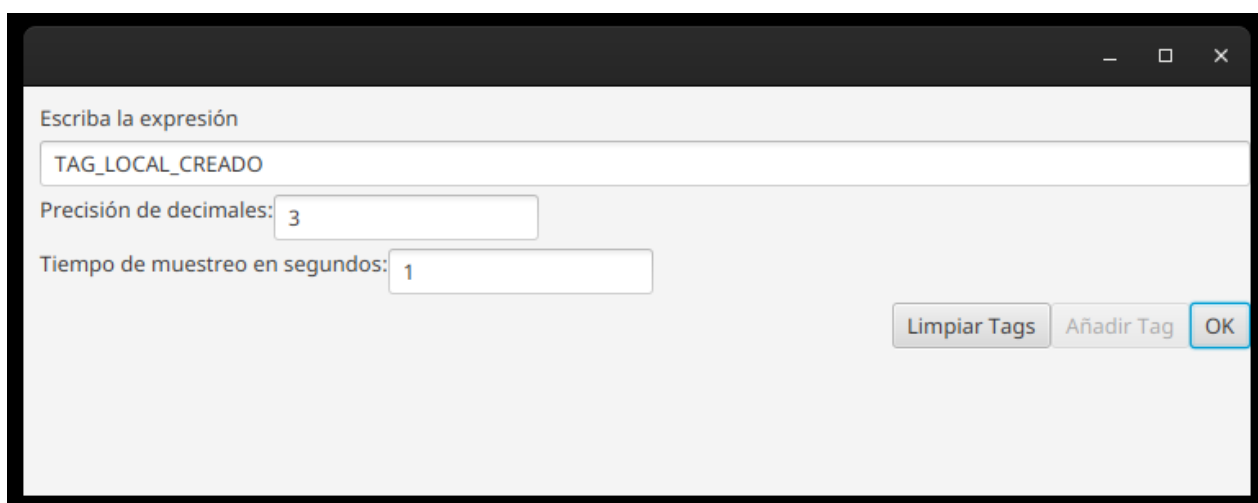 Escriba la expresión
TAG_LOCAL_CREADO
Precisión de decimales: 3
Tiempo de muestreo en segundos: 1
Limpiar Tags Añadir Tag OK